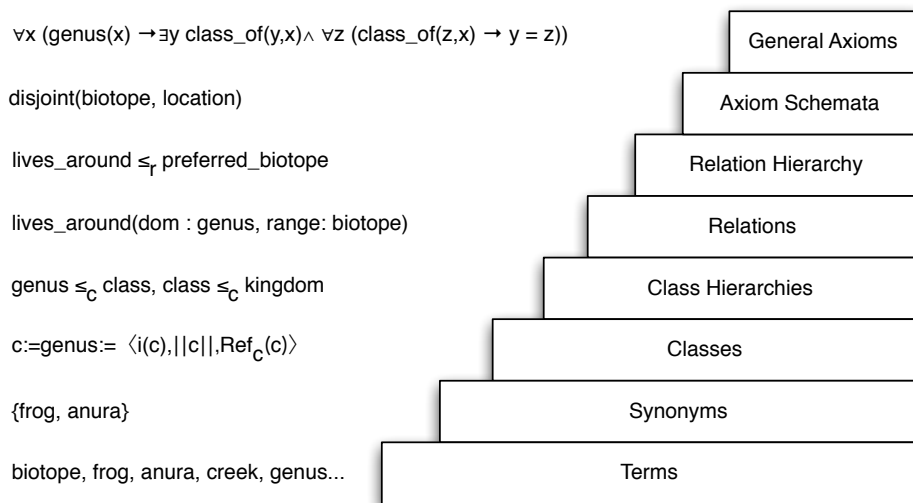 ∀x (genus(x) →∃y class_of(y,x)∧ ∀z (class_of(z,x) → y = z))
General Axioms
disjoint(biotope, location)
Axiom Schemata
lives_around ≤r preferred_biotope
Relation Hierarchy
lives_around(dom : genus, range: biotope)
Relations
genus ≤c class, class ≤c kingdom
Class Hierarchies
c:=genus:= 〈i(c),||c||,Refc(c)〉
Classes
{frog, anura}
Synonyms
biotope, frog, anura, creek, genus...
Terms